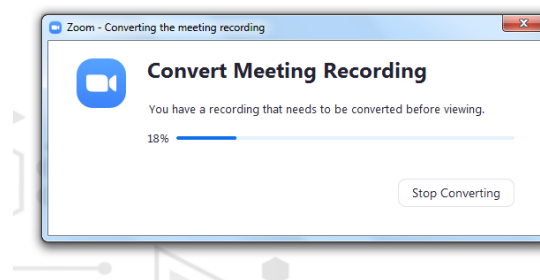 Zoom - Converting the meeting recording
Convert Meeting Recording
You have a recording that needs to be converted before viewing.
18%
Stop Converting